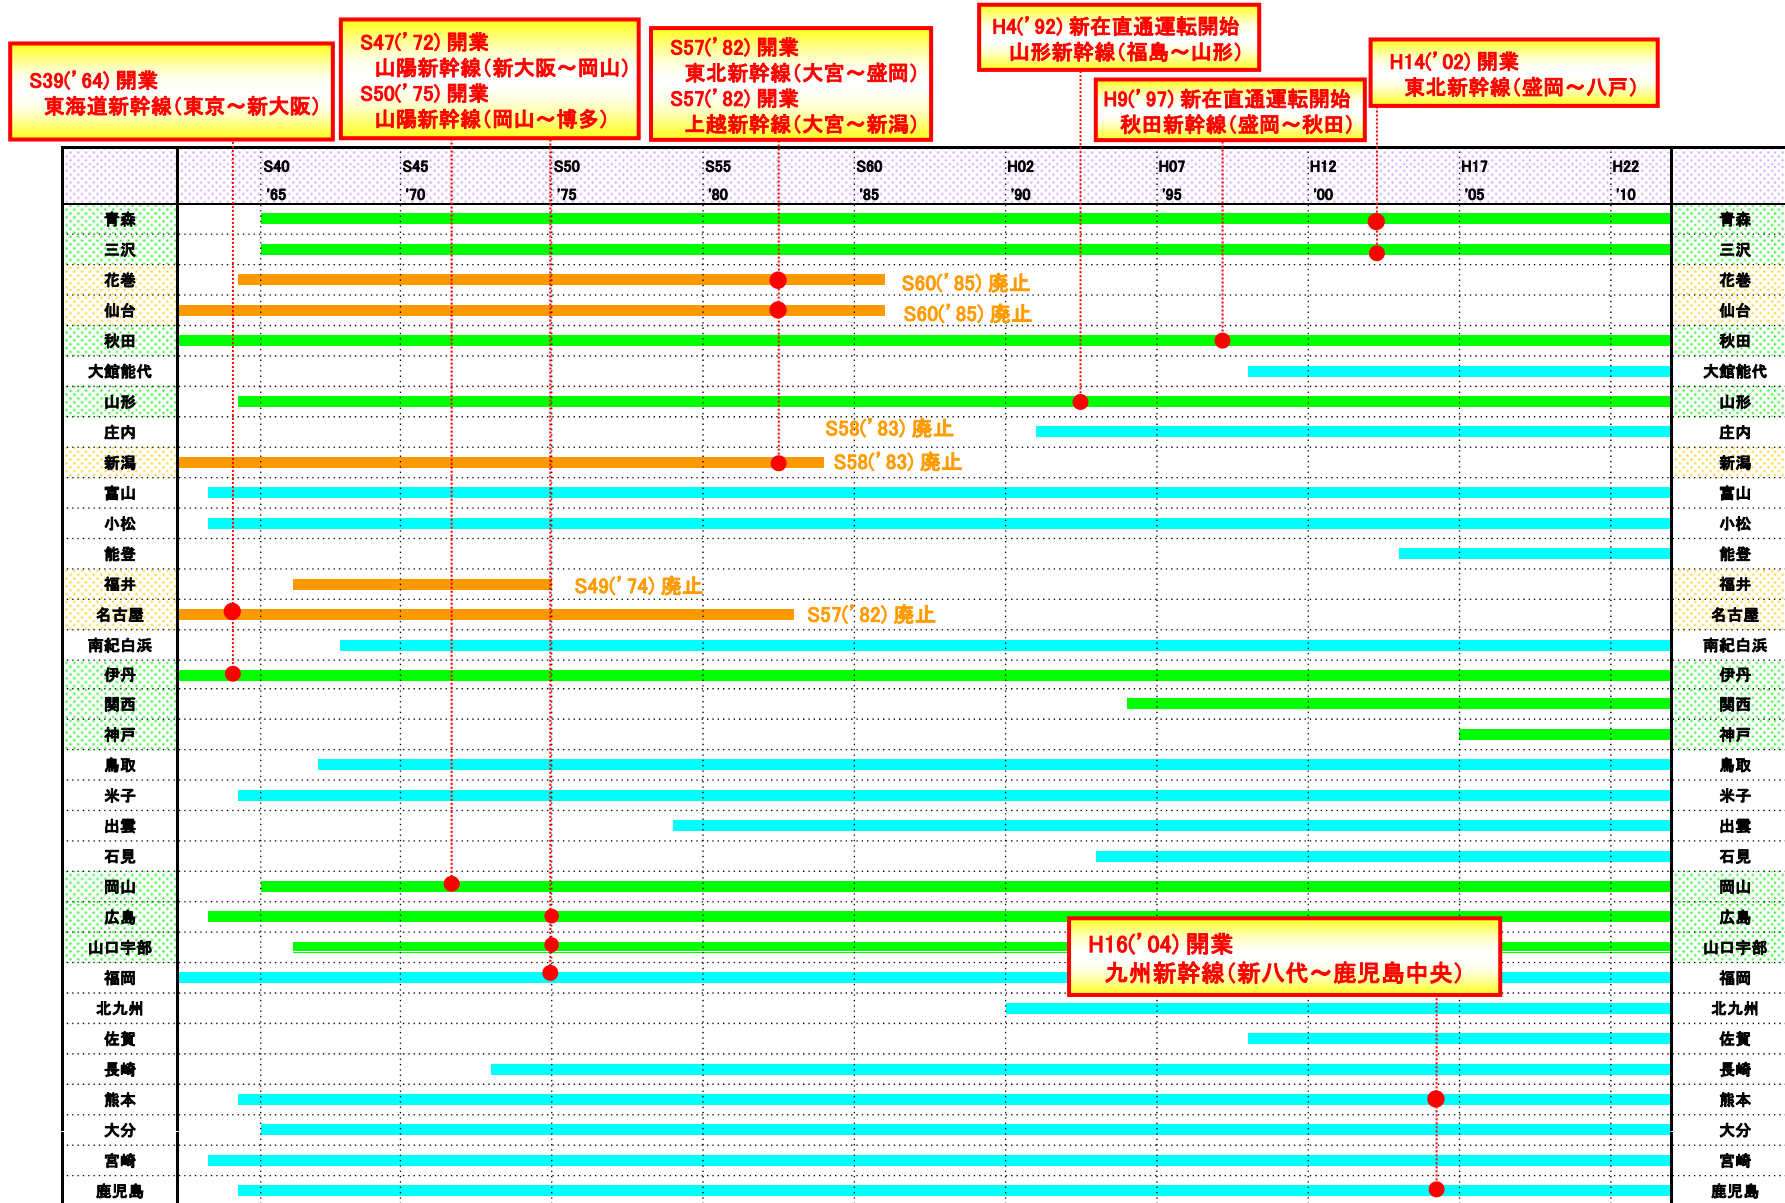 H4(’92) 新在直通運転開始
山形新幹線(福島～山形)
S47(’72) 開業
山陽新幹線(新大阪～岡山)
S50(’75) 開業
山陽新幹線(岡山～博多)
S57(’82) 開業
東北新幹線(大宮～盛岡)
S57(’82) 開業
上越新幹線(大宮～新潟)
H14(’02) 開業
東北新幹線(盛岡～八戸)
S39(’64) 開業
東海道新幹線(東京～新大阪)
H9(’97) 新在直通運転開始
秋田新幹線(盛岡～秋田)
S40 S45 S50 S55 S60 H02 H07 H12 H17 H22
'65 '70 '75 '80 '85 '90 '95 '00 '05 '10
青森 青森
三沢 三沢
花巻 S60(’85) 廃止 花巻
仙台 S60(’85) 廃止 仙台
秋田 秋田
大館能代 大館能代
山形 山形
庄内 S58(’83) 廃止 庄内
新潟 S58(’83) 廃止 新潟
富山 富山
小松 小松
能登 能登
福井 S49(’74) 廃止 福井
名古屋 S57(’82) 廃止 名古屋
南紀白浜 南紀白浜
伊丹 伊丹
関西 関西
神戸 神戸
鳥取 鳥取
米子 米子
出雲 出雲
石見 石見
岡山 岡山
広島 広島
山口宇部 山口宇部
H16(’04) 開業
九州新幹線(新八代～鹿児島中央)
福岡 福岡
北九州 北九州
佐賀 佐賀
長崎 長崎
熊本 熊本
大分 大分
宮崎 宮崎
鹿児島 鹿児島